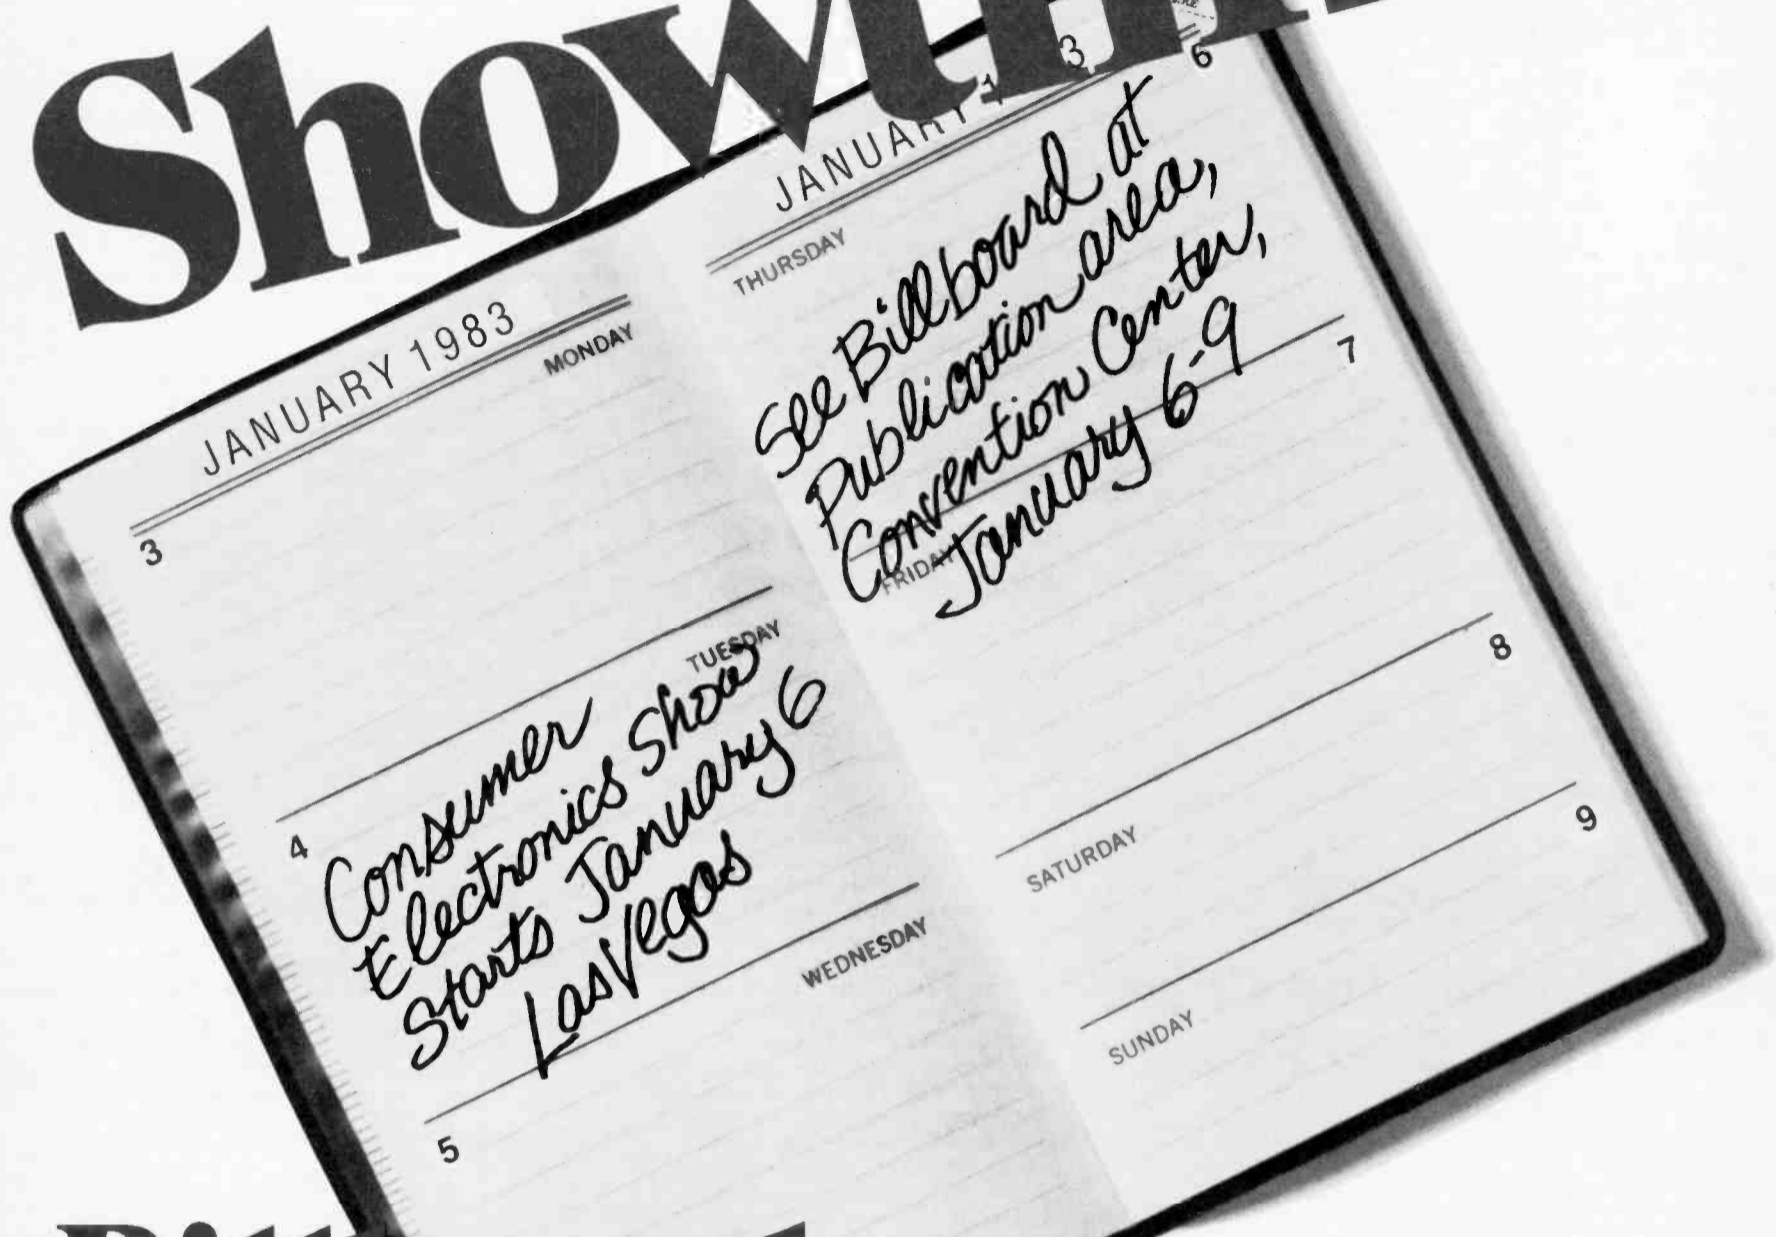 JANUARY 1983
MONDAY
3
TUESDAY
4
Consumer
Electronics Show
Starts January 6
Las Vegas
WEDNESDAY
5
JANUARY
3
6
THURSDAY
See Billboard at
Publication area,
Convention Center,
January 6-9
7
FRIDAY
8
SATURDAY
9
SUNDAY